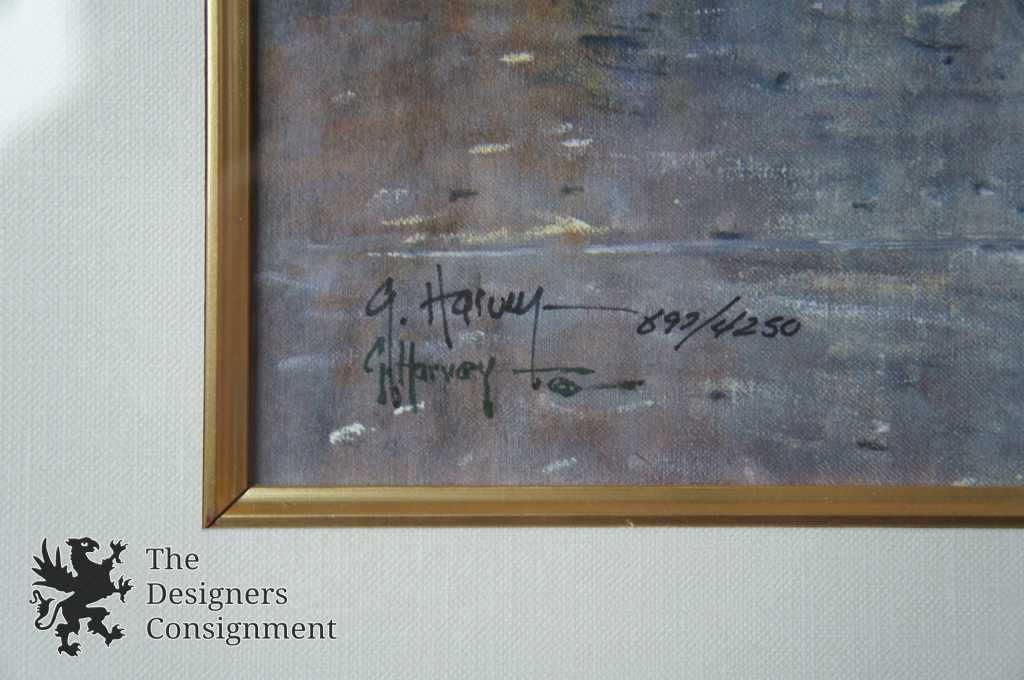 G. Harvey 897/4250
G. Harvey
The
Designers
Consignment